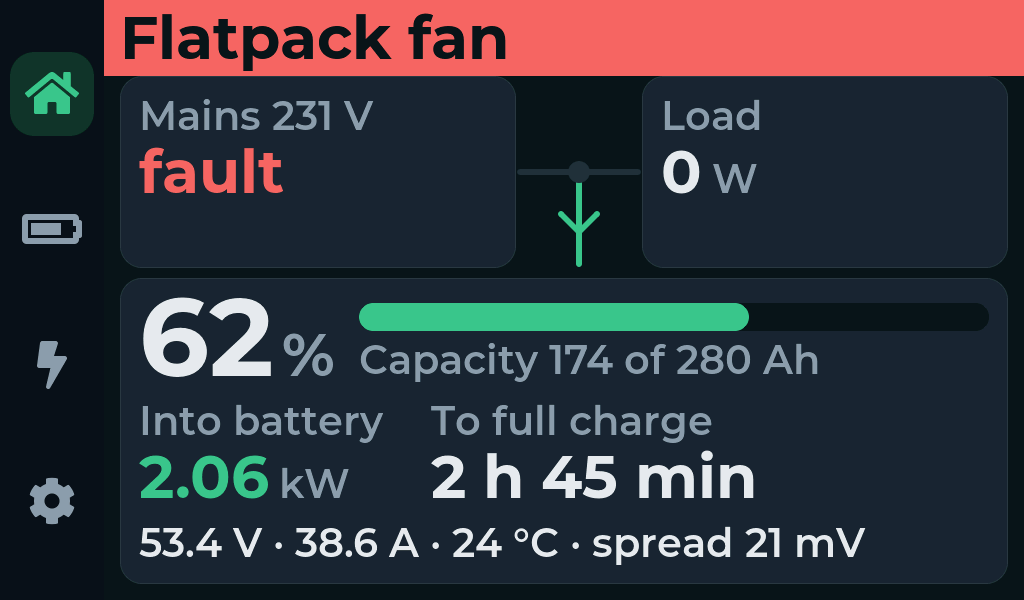 Flatpack fan
Mains 231 V
fault
Load
0 W
62 %
Capacity 174 of 280 Ah
Into battery
2.06 kW
To full charge
2 h 45 min
53.4 V · 38.6 A · 24 °C · spread 21 mV